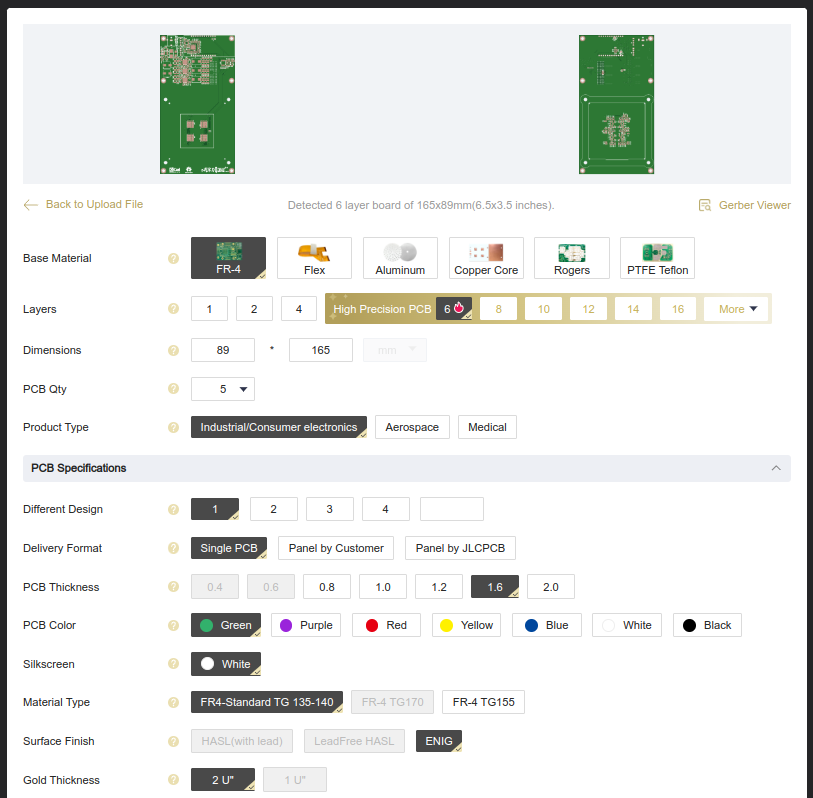 Back to Upload File
Detected 6 layer board of 165x89mm(6.5x3.5 inches).
Gerber Viewer
Base Material ? FR-4 Flex Aluminum Copper Core Rogers PTFE Teflon
Layers ? 1 2 4 High Precision PCB 6 8 10 12 14 16 More
Dimensions ? 89 * 165 mm
PCB Qty ? 5
Product Type ? Industrial/Consumer electronics Aerospace Medical
PCB Specifications
Different Design ? 1 2 3 4
Delivery Format ? Single PCB Panel by Customer Panel by JLCPCB
PCB Thickness ? 0.4 0.6 0.8 1.0 1.2 1.6 2.0
PCB Color ? Green Purple Red Yellow Blue White Black
Silkscreen ? White
Material Type ? FR4-Standard TG 135-140 FR-4 TG170 FR-4 TG155
Surface Finish ? HASL(with lead) LeadFree HASL ENIG
Gold Thickness ? 2 U" 1 U"